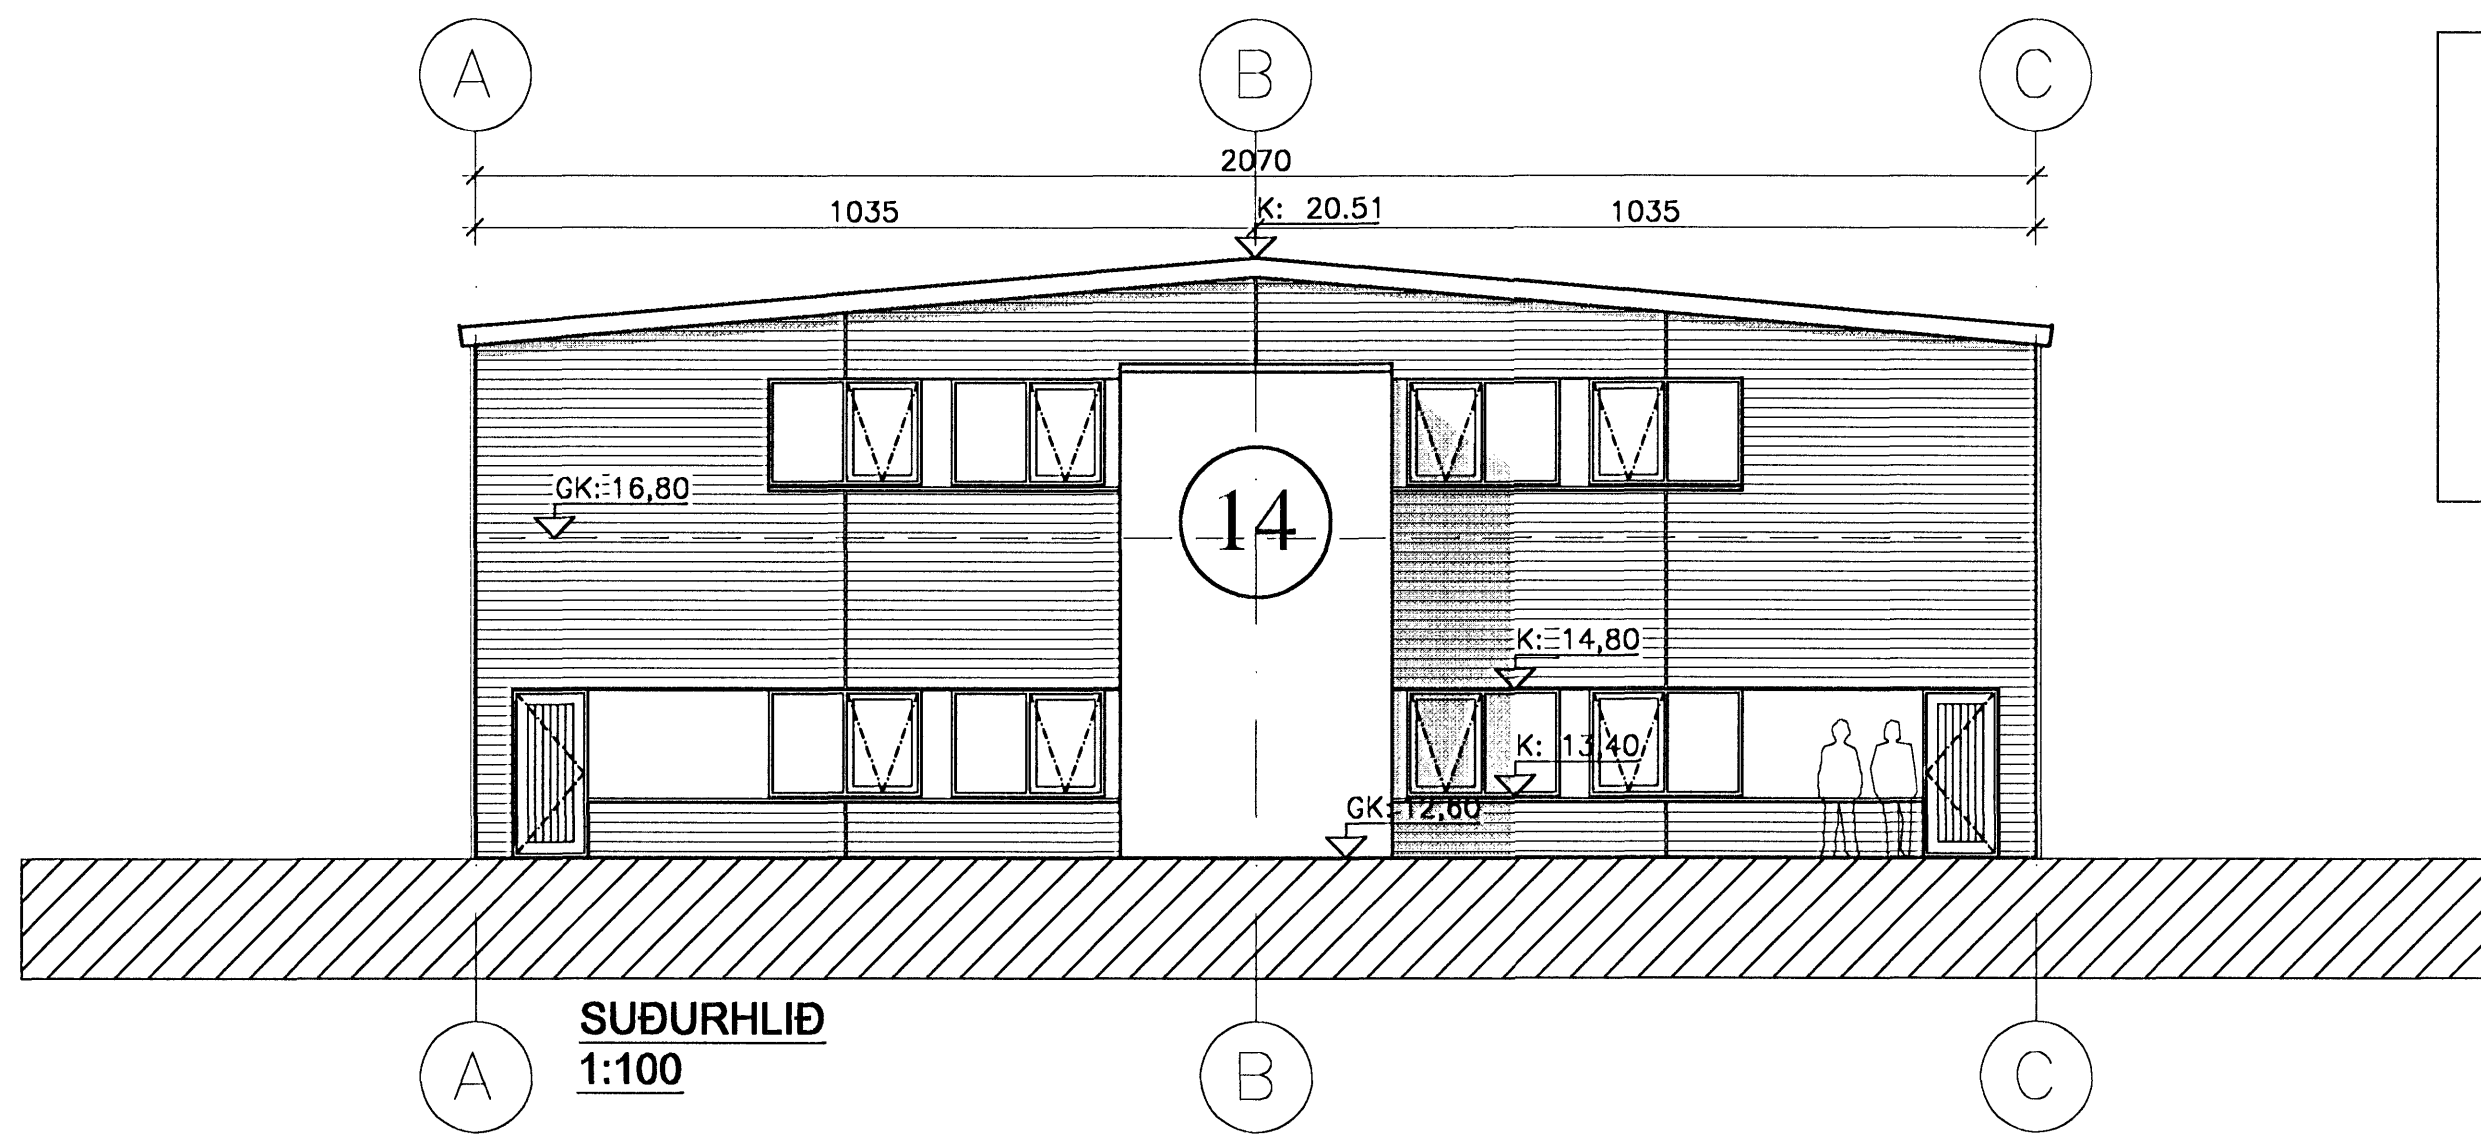 A B C
2070
1035 K: 20.51 1035
GK: 16,80
14
K: 14,80
K: 13,40
GK: 12,60
SUÐURHLIÐ
1:100
A B C